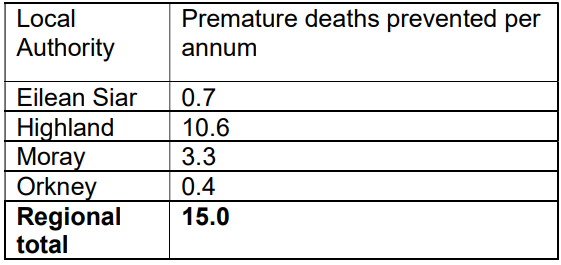 Local Premature deaths prevented per
Authority annum
Eilean Siar 0.7
Highland 10.6
Moray 3.3
Orkney 0.4
Regional 15.0
total